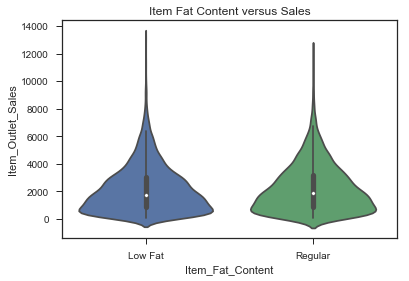 Item Fat Content versus Sales
14000
12000
10000
8000
6000
4000
2000
0
Item_Outlet_Sales
Low Fat
Regular
Item_Fat_Content